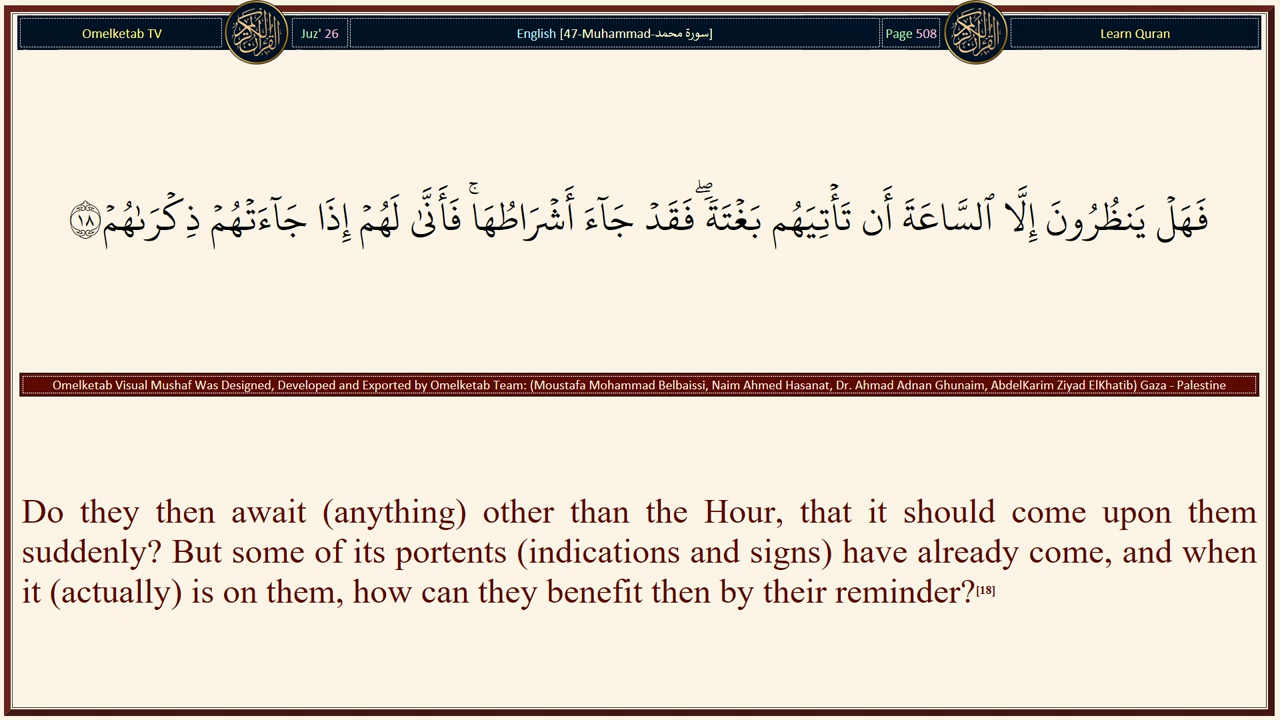 Omelketab TV
Juz' 26
English [47-Muhammad-سورة محمد]
Page 508
Learn Quran
فَهَلۡ يَنظُرُونَ إِلَّا ٱلسَّاعَةَ أَن تَأۡتِيَهُم بَغۡتَةٗۖ فَقَدۡ جَآءَ أَشۡرَاطُهَاۚ فَأَنَّىٰ لَهُمۡ إِذَا جَآءَتۡهُمۡ ذِكۡرَىٰهُمۡ ١٨
Omelketab Visual Mushaf Was Designed, Developed and Exported by Omelketab Team: (Moustafa Mohammad Belbaissi, Naim Ahmed Hasanat, Dr. Ahmad Adnan Ghunaim, AbdelKarim Ziyad ElKhatib) Gaza - Palestine
Do they then await (anything) other than the Hour, that it should come upon them
suddenly? But some of its portents (indications and signs) have already come, and when
it (actually) is on them, how can they benefit then by their reminder?[18]